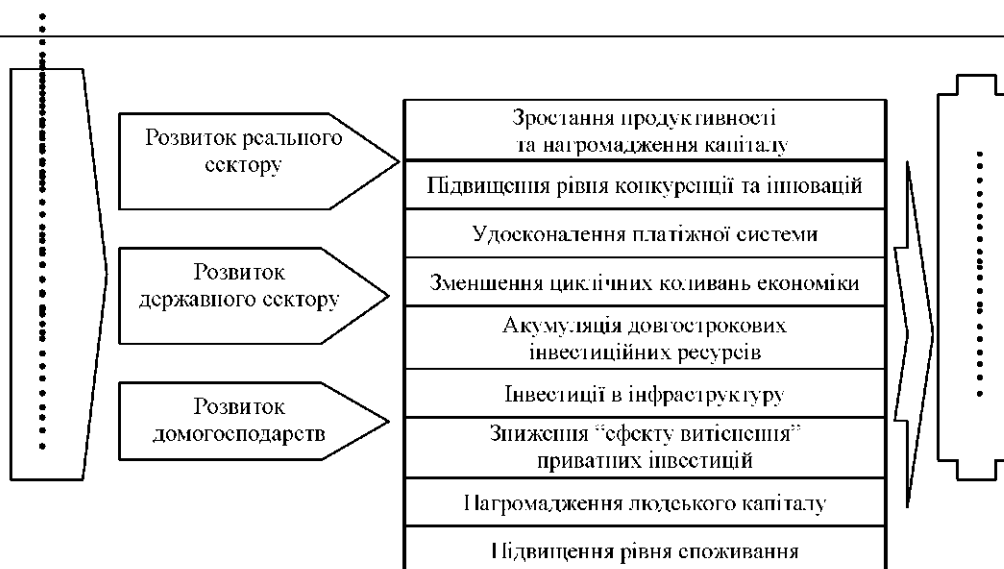 Розвиток реального
сектору
Розвиток
державного сектору
Розвиток
домогосподарств
Зростання продуктивності
та нагромадження капіталу
Підвищення рівня конкуренції та інновацій
Удосконалення платіжної системи
Зменшення циклічних коливань економіки
Акумуляція довгострокових
інвестиційних ресурсів
Інвестиції в інфраструктуру
Зниження “ефекту витіснення”
приватних інвестицій
Нагромадження людського капіталу
Підвищення рівня споживання